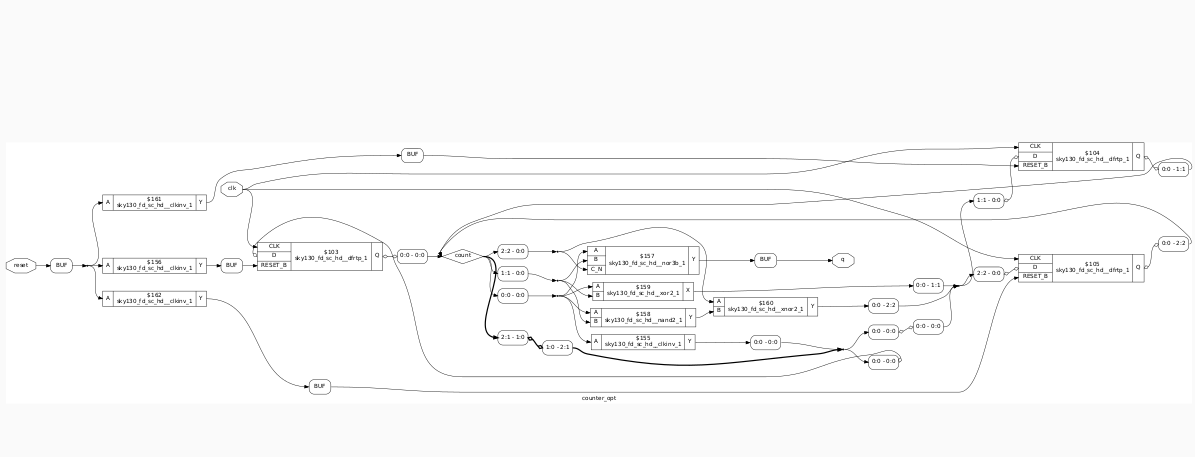 CLK
$104
D
sky130_fd_sc_hd__dfrtp_1
Q
RESET_B
0:0 - 1:1
BUF
clk
$161
A
sky130_fd_sc_hd__clkinv_1
Y
1:1 - 0:0
reset
BUF
$156
A
sky130_fd_sc_hd__clkinv_1
Y
BUF
CLK
$103
D
sky130_fd_sc_hd__dfrtp_1
Q
RESET_B
0:0 - 0:0
count
2:2 - 0:0
1:1 - 0:0
0:0 - 0:0
2:1 - 1:0
1:0 - 2:1
A
B
C_N
$157
sky130_fd_sc_hd__nor3b_1
Y
BUF
q
A
B
$159
sky130_fd_sc_hd__xor2_1
X
A
B
$158
sky130_fd_sc_hd__nand2_1
Y
A
$155
sky130_fd_sc_hd__clkinv_1
Y
A
B
$160
sky130_fd_sc_hd__xnor2_1
Y
0:0 - 0:0
0:0 - 1:1
0:0 - 2:2
0:0 - 0:0
0:0 - 0:0
0:0 - 0:0
2:2 - 0:0
CLK
$105
D
sky130_fd_sc_hd__dfrtp_1
Q
RESET_B
0:0 - 2:2
$162
A
sky130_fd_sc_hd__clkinv_1
Y
BUF
counter_opt